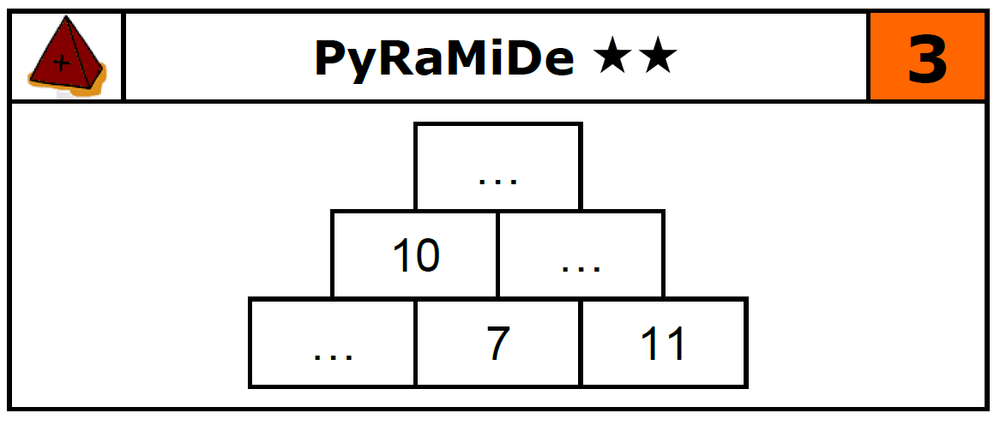 +
PyRaMiDe ★★
3
…
10 …
… 7 11